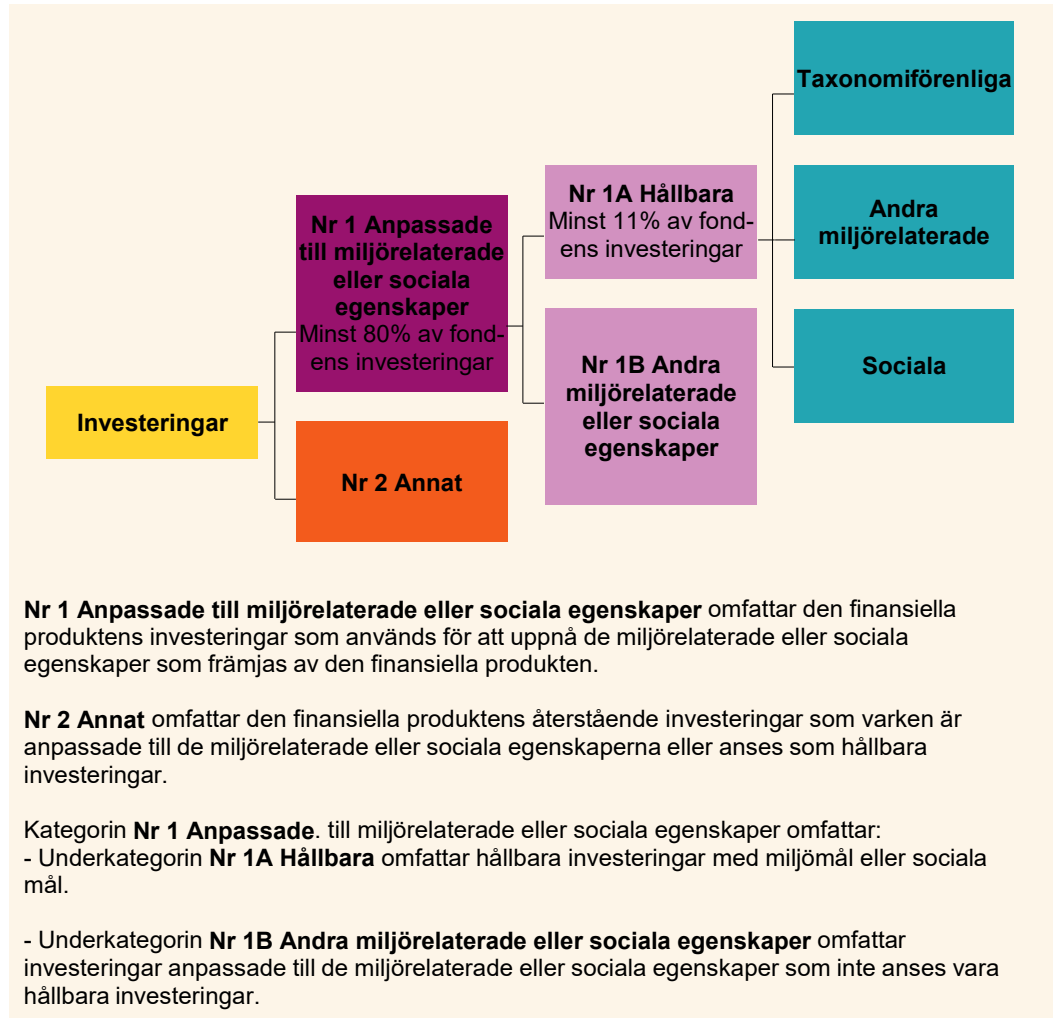 Taxonomiförenliga
Nr 1A Hållbara
Minst 11% av fond-
ens investeringar
Andra
miljörelaterade
Nr 1 Anpassade
till miljörelaterade
eller sociala
egenskaper
Minst 80% av fond-
ens investeringar
Nr 1B Andra
miljörelaterade
eller sociala
egenskaper
Sociala
Investeringar
Nr 2 Annat
Nr 1 Anpassade till miljörelaterade eller sociala egenskaper omfattar den finansiella
produktens investeringar som används för att uppnå de miljörelaterade eller sociala
egenskaper som främjas av den finansiella produkten.
Nr 2 Annat omfattar den finansiella produktens återstående investeringar som varken är
anpassade till de miljörelaterade eller sociala egenskaperna eller anses som hållbara
investeringar.
Kategorin Nr 1 Anpassade. till miljörelaterade eller sociala egenskaper omfattar:
- Underkategorin Nr 1A Hållbara omfattar hållbara investeringar med miljömål eller sociala
mål.
- Underkategorin Nr 1B Andra miljörelaterade eller sociala egenskaper omfattar
investeringar anpassade till de miljörelaterade eller sociala egenskaper som inte anses vara
hållbara investeringar.